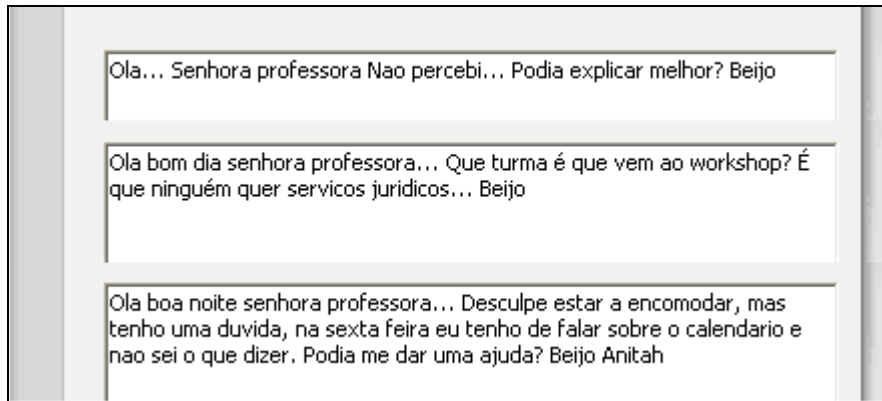 Ola... Senhora professora Nao percebi... Podia explicar melhor? Beijo
Ola bom dia senhora professora... Que turma é que vem ao workshop? É
que ninguém quer servicos juridicos... Beijo
Ola boa noite senhora professora... Desculpe estar a encomodar, mas
tenho uma duvida, na sexta feira eu tenho de falar sobre o calendario e
nao sei o que dizer. Podia me dar uma ajuda? Beijo Anitah